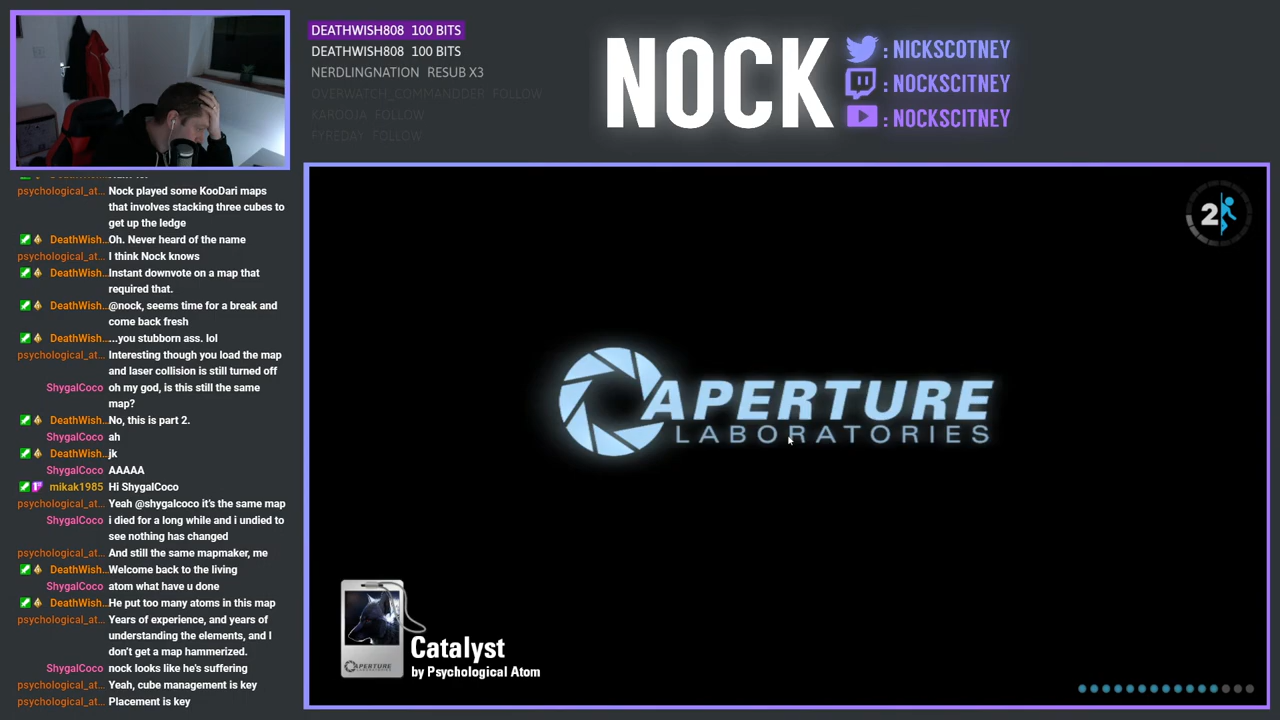 DEATHWISH808 100 BITS
DEATHWISH808 100 BITS
NERDLINGNATION RESUB X3
OVERWATCH_COMMANDDER FOLLOW
KAROOJA FOLLOW
FYREDAY FOLLOW
NOCK
: NICKSCOTNEY
: NOCKSCITNEY
: NOCKSCITNEY
psychological_at... Nock played some KooDari maps
that involves stacking three cubes to
get up the ledge
DeathWish... Oh. Never heard of the name
psychological_at... I think Nock knows
DeathWish... Instant downvote on a map that
required that.
DeathWish... @nock, seems time for a break and
come back fresh
DeathWish... ...you stubborn ass. lol
psychological_at... Interesting though you load the map
and laser collision is still turned off
ShygalCoco oh my god, is this still the same
map?
DeathWish... No, this is part 2.
ShygalCoco ah
DeathWish... jk
ShygalCoco AAAAA
mikak1985 Hi ShygalCoco
psychological_at... Yeah @shygalcoco it's the same map
ShygalCoco i died for a long while and i undied to
see nothing has changed
psychological_at... And still the same mapmaker, me
DeathWish... Welcome back to the living
ShygalCoco atom what have u done
DeathWish... He put too many atoms in this map
psychological_at... Years of experience, and years of
understanding the elements, and I
don't get a map hammerized.
ShygalCoco nock looks like he's suffering
psychological_at... Yeah, cube management is key
psychological_at... Placement is key
2
APERTURE
LABORATORIES
APERTURE
Catalyst
by Psychological Atom